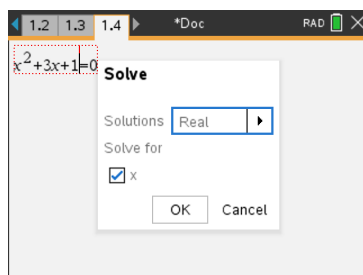 1.2 1.3 1.4 *Doc RAD
x²+3x+1=0
Solve
Solutions Real
Solve for
x
OK Cancel